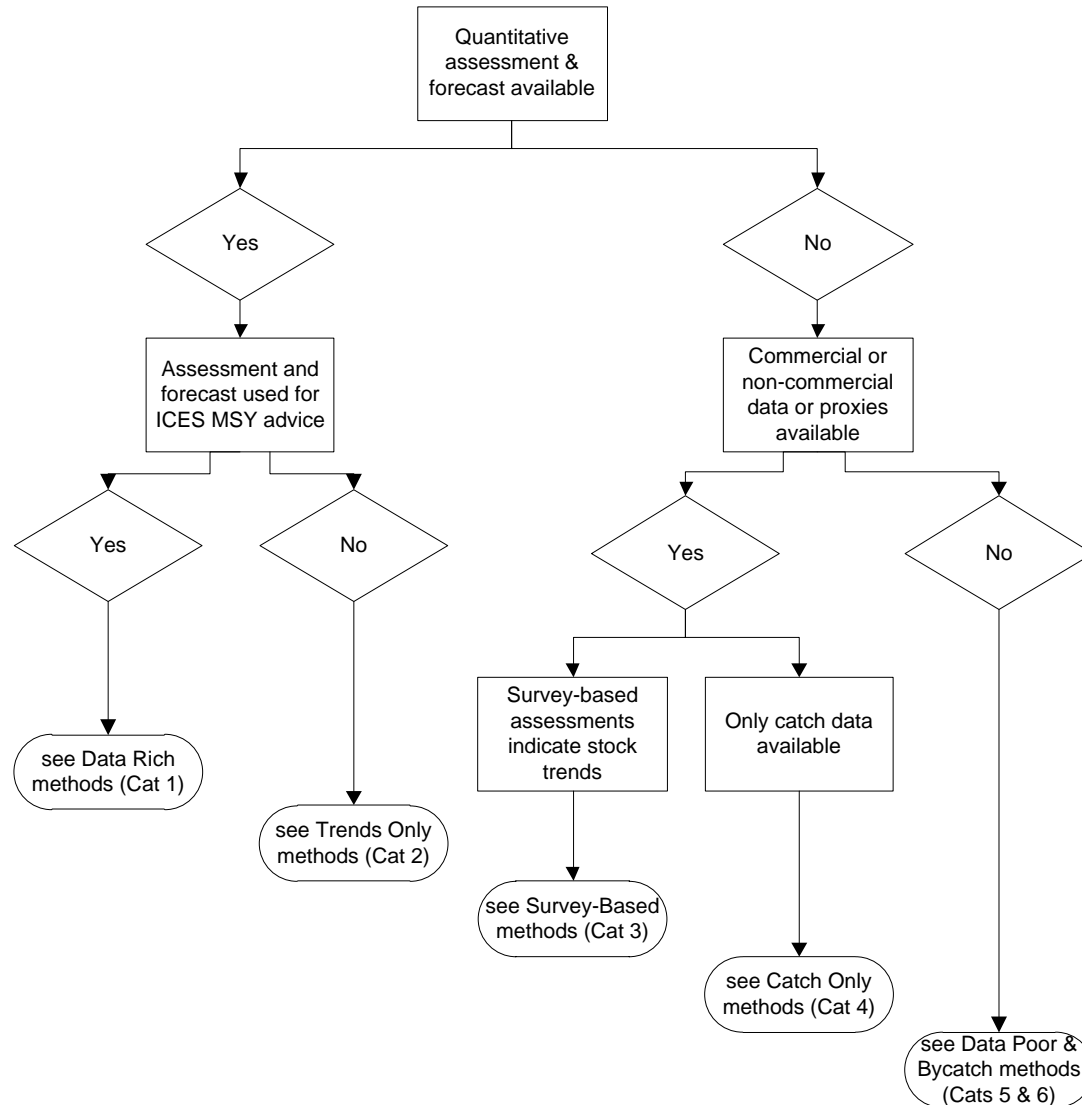 Quantitative
assessment &
forecast available
Yes
No
Assessment and
forecast used for
ICES MSY advice
Commercial or
non-commercial
data or proxies
available
Yes
No
Yes
No
Survey-based
assessments
indicate stock
trends
Only catch data
available
see Data Rich
methods (Cat 1)
see Trends Only
methods (Cat 2)
see Survey-Based
methods (Cat 3)
see Catch Only
methods (Cat 4)
see Data Poor &
Bycatch methods
(Cats 5 & 6)